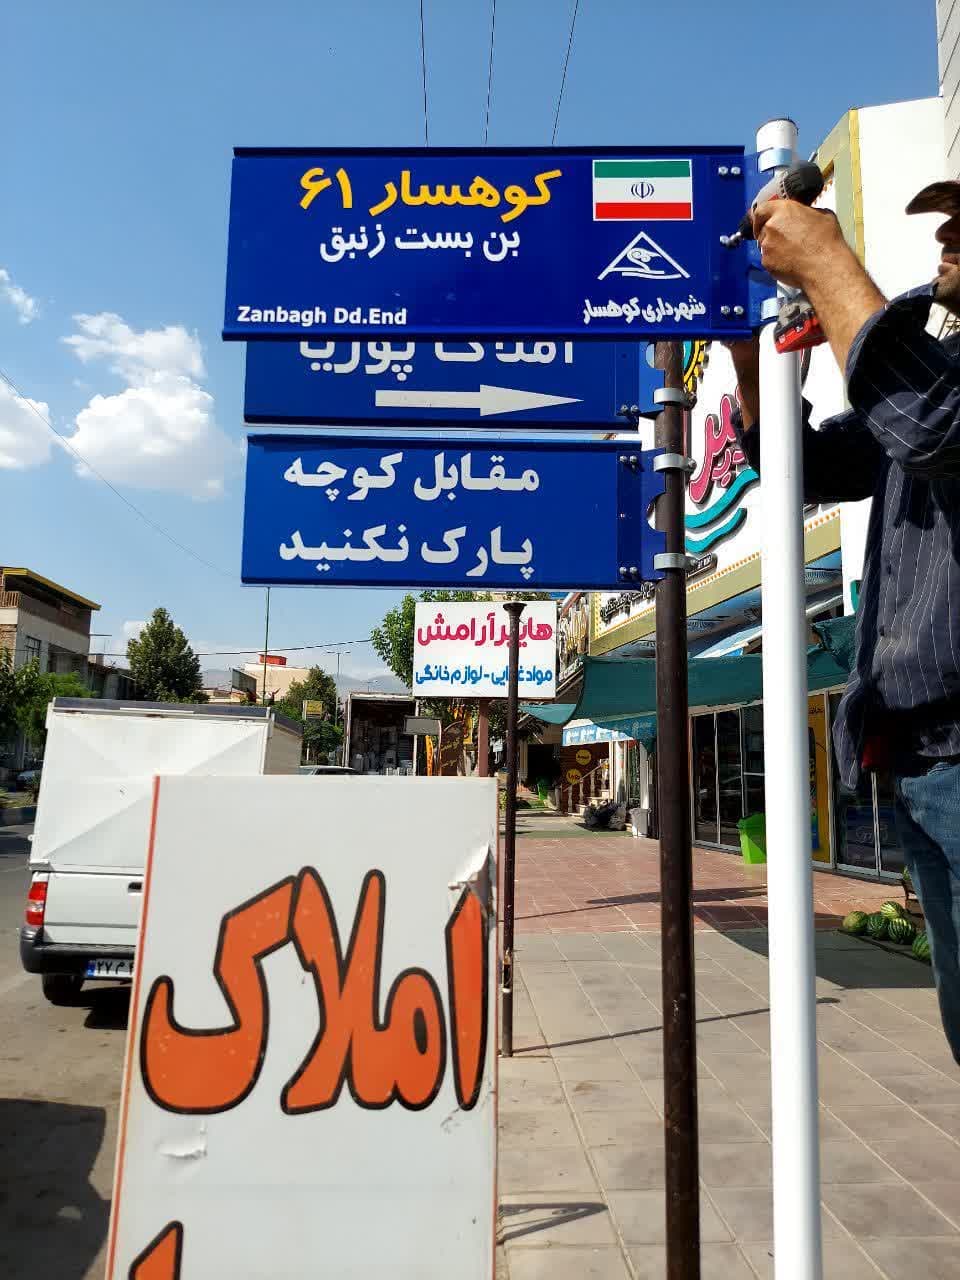 کوهسار ۶۱
بن بست زنبق
Zanbagh Dd.End
شهرداری کوهسار
املاک پوریا
مقابل کوچه
پارک نکنید
هایپر آرامش
مواد غذایی - لوازم خانگی
املاک